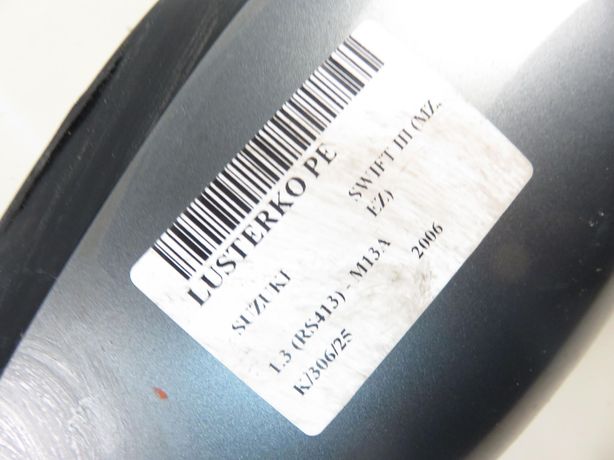 LUSTERKO PE
SUZUKI SWIFT III (MZ,
EZ)
1.3 (RS413) - M13A 2006
K/306/25